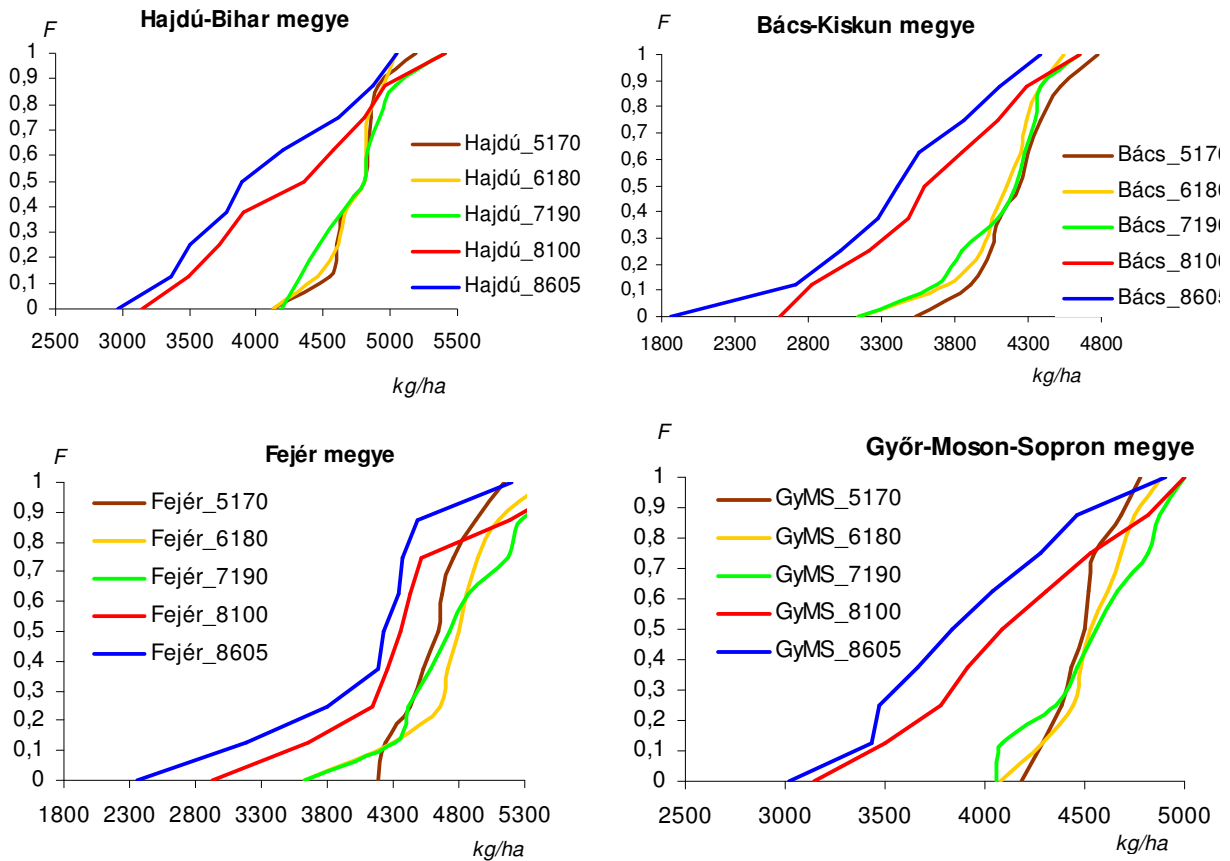 Hajdú-Bihar megye
F
1
0,9
0,8
0,7
0,6
0,5
0,4
0,3
0,2
0,1
0
2500 3000 3500 4000 4500 5000 5500
kg/ha
Hajdú_5170
Hajdú_6180
Hajdú_7190
Hajdú_8100
Hajdú_8605
Bács-Kiskun megye
F
1
0,9
0,8
0,7
0,6
0,5
0,4
0,3
0,2
0,1
0
1800 2300 2800 3300 3800 4300 4800
kg/ha
Bács_5170
Bács_6180
Bács_7190
Bács_8100
Bács_8605
Fejér megye
F
1
0,9
0,8
0,7
0,6
0,5
0,4
0,3
0,2
0,1
0
1800 2300 2800 3300 3800 4300 4800 5300
kg/ha
Fejér_5170
Fejér_6180
Fejér_7190
Fejér_8100
Fejér_8605
Győr-Moson-Sopron megye
F
1
0,9
0,8
0,7
0,6
0,5
0,4
0,3
0,2
0,1
0
2500 3000 3500 4000 4500 5000
kg/ha
GyMS_5170
GyMS_6180
GyMS_7190
GyMS_8100
GyMS_8605